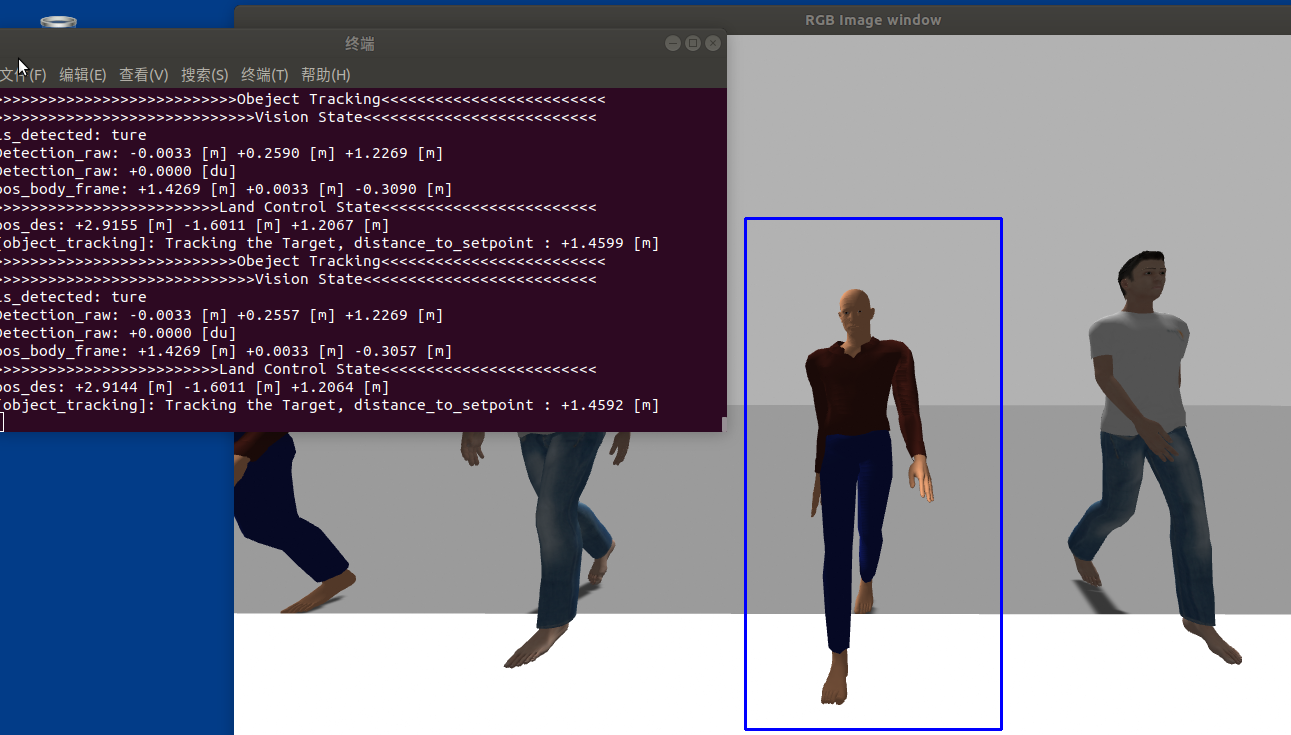 RGB Image window
终端
文件(F) 编辑(E) 查看(V) 搜索(S) 终端(T) 帮助(H)
>>>>>>>>>>>>>>>>>>>>>>>>>>>Obeject Tracking<<<<<<<<<<<<<<<<<<<<<<<<<
>>>>>>>>>>>>>>>>>>>>>>>>>>>>>Vision State<<<<<<<<<<<<<<<<<<<<<<<<<<
is_detected: ture
Detection_raw: -0.0033 [m] +0.2590 [m] +1.2269 [m]
Detection_raw: +0.0000 [du]
pos_body_frame: +1.4269 [m] +0.0033 [m] -0.3090 [m]
>>>>>>>>>>>>>>>>>>>>>>>>>Land Control State<<<<<<<<<<<<<<<<<<<<<<<<
pos_des: +2.9155 [m] -1.6011 [m] +1.2067 [m]
[object_tracking]: Tracking the Target, distance_to_setpoint : +1.4599 [m]
>>>>>>>>>>>>>>>>>>>>>>>>>>>Obeject Tracking<<<<<<<<<<<<<<<<<<<<<<<<<
>>>>>>>>>>>>>>>>>>>>>>>>>>>>>Vision State<<<<<<<<<<<<<<<<<<<<<<<<<<
is_detected: ture
Detection_raw: -0.0033 [m] +0.2557 [m] +1.2269 [m]
Detection_raw: +0.0000 [du]
pos_body_frame: +1.4269 [m] +0.0033 [m] -0.3057 [m]
>>>>>>>>>>>>>>>>>>>>>>>>>Land Control State<<<<<<<<<<<<<<<<<<<<<<<<
pos_des: +2.9144 [m] -1.6011 [m] +1.2064 [m]
[object_tracking]: Tracking the Target, distance_to_setpoint : +1.4592 [m]